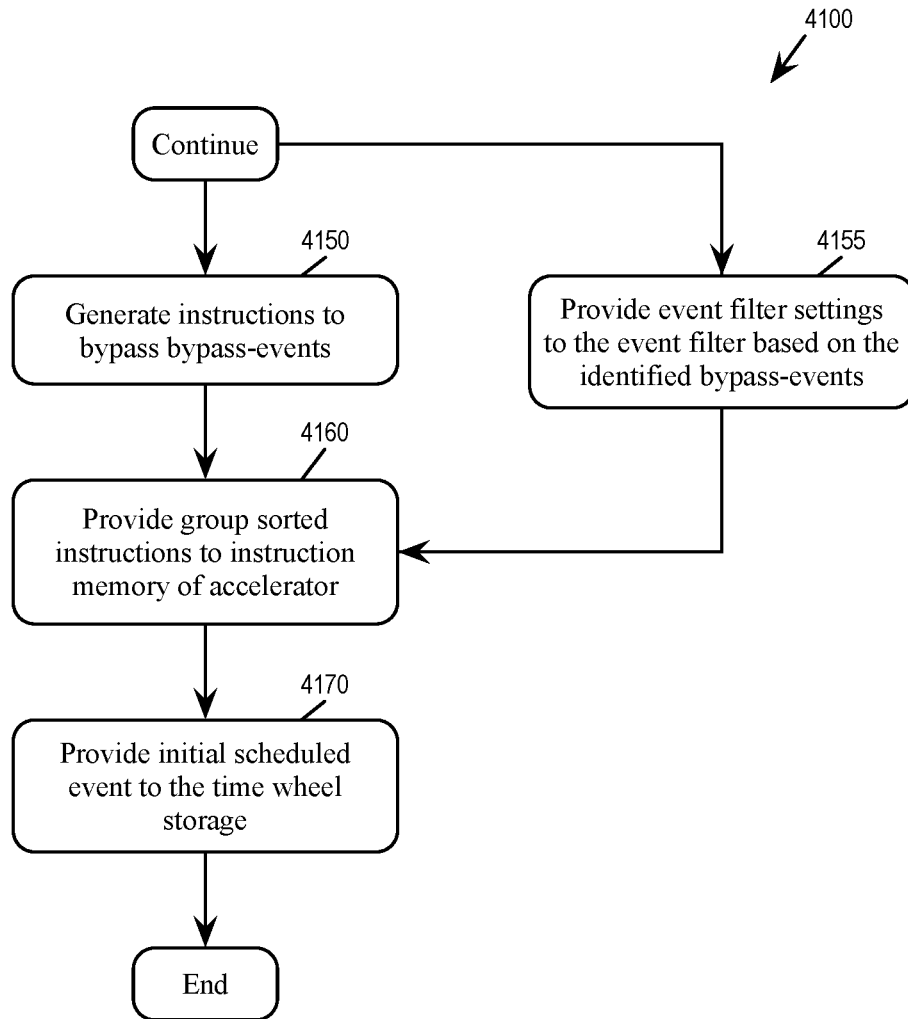 4100
Continue
4150
Generate instructions to
bypass bypass-events
4155
Provide event filter settings
to the event filter based on the
identified bypass-events
4160
Provide group sorted
instructions to instruction
memory of accelerator
4170
Provide initial scheduled
event to the time wheel
storage
End